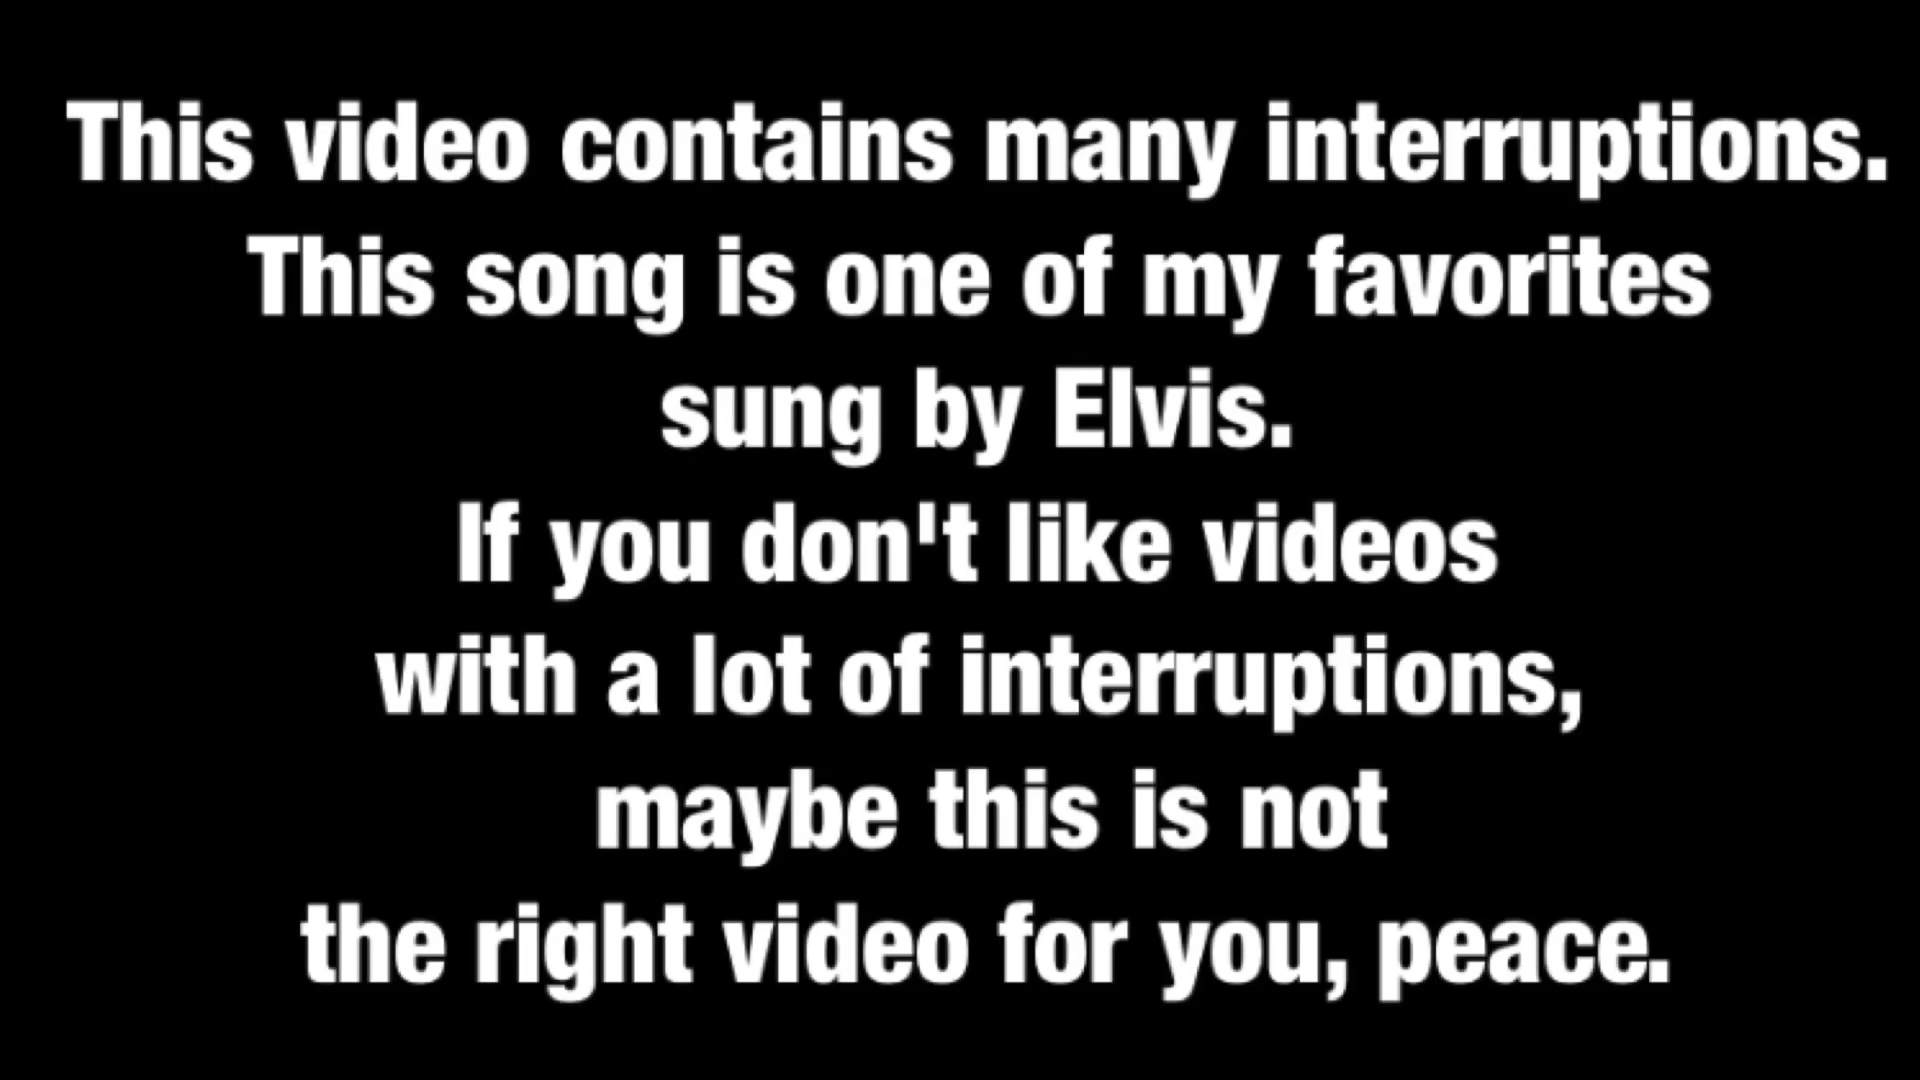 This video contains many interruptions.
This song is one of my favorites
sung by Elvis.
If you don't like videos
with a lot of interruptions,
maybe this is not
the right video for you, peace.